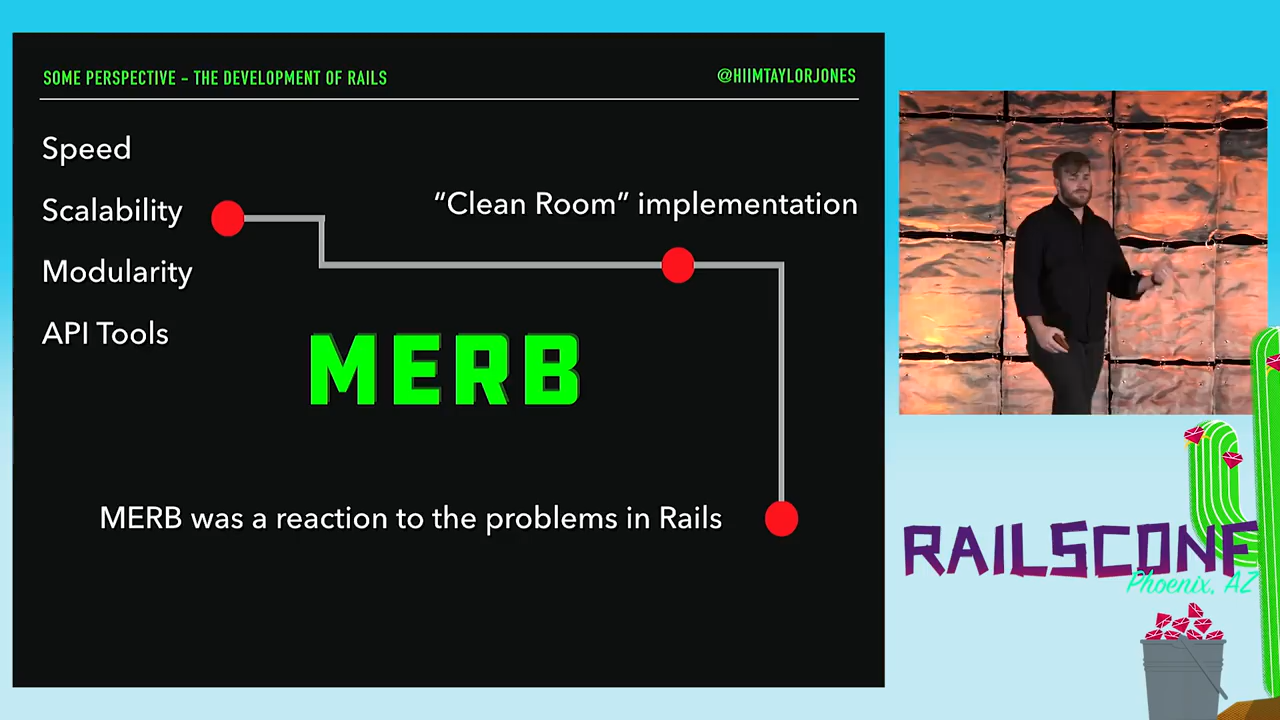 SOME PERSPECTIVE – THE DEVELOPMENT OF RAILS
@HIIMTAYLORJONES
Speed
Scalability
Modularity
API Tools
“Clean Room” implementation
MERB
MERB was a reaction to the problems in Rails
RAILSCONF
Phoenix, AZ